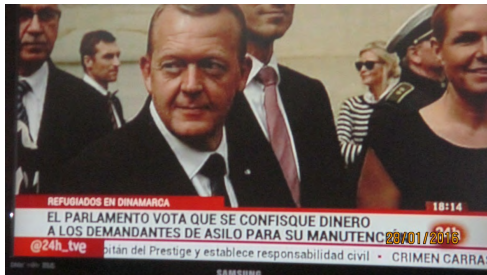 REFUGIADOS EN DINAMARCA
18:14
EL PARLAMENTO VOTA QUE SE CONFISQUE DINERO
A LOS DEMANDANTES DE ASILO PARA SU MANUTENC
24h
@24h_tve
pitán del Prestige y establece responsabilidad civil • CRIMEN CARRAS
SAMSUNG